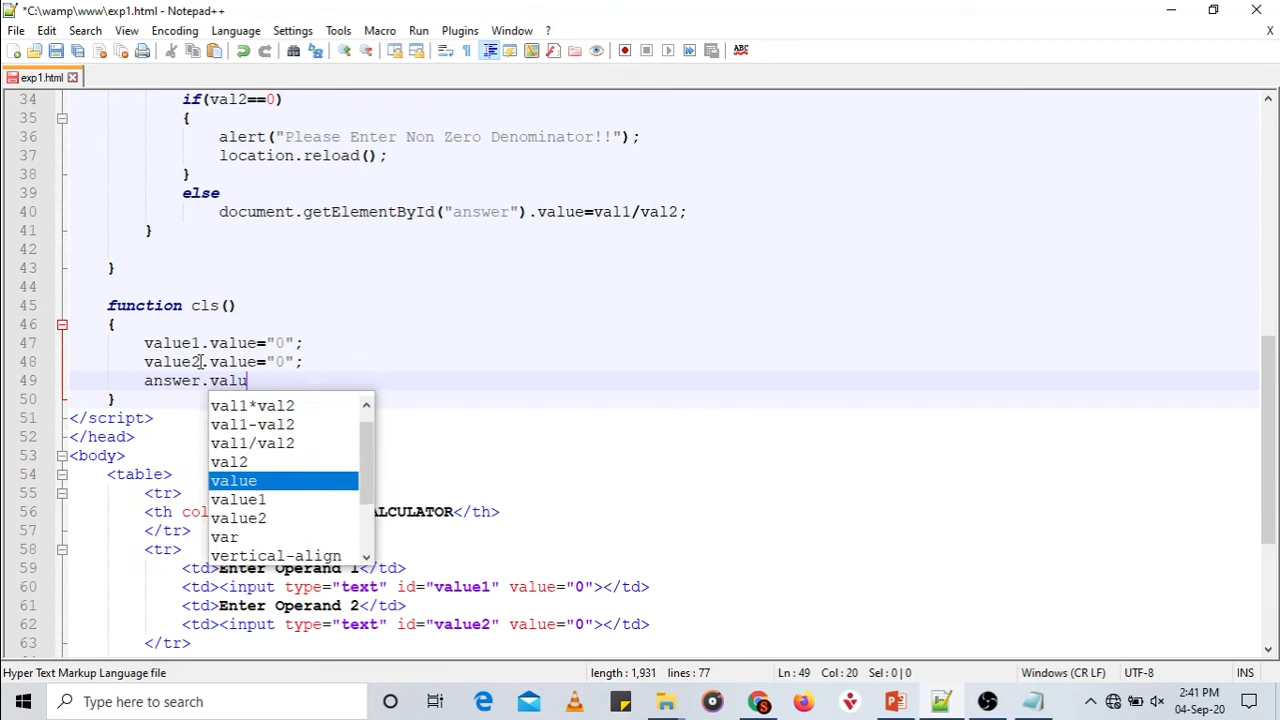 *C:\wamp\www\exp1.html - Notepad++
File Edit Search View Encoding Language Settings Tools Macro Run Plugins Window ? X
ABC
exp1.html
34 if(val2==0)
35 {
36 alert("Please Enter Non Zero Denominator!!");
37 location.reload();
38 }
39 else
40 document.getElementById("answer").value=val1/val2;
41 }
42
43 }
44
45 function cls()
46 {
47 value1.value="0";
48 value2.value="0";
49 answer.valu
50 }
val1*val2
51 </script>
val1-val2
52 </head>
val1/val2
53 <body>
val2
54 <table>
value
55 <tr>
value1
56 <th col ALCULATOR</th>
value2
57 </tr>
var
58 <tr>
vertical-align
59 <td>Enter Operand 1</td>
60 <td><input type="text" id="value1" value="0"></td>
61 <td>Enter Operand 2</td>
62 <td><input type="text" id="value2" value="0"></td>
63 </tr>
Hyper Text Markup Language file length : 1,931 lines : 77 Ln : 49 Col : 20 Sel : 0 | 0 Windows (CR LF) UTF-8 INS
Type here to search
2:41 PM
04-Sep-20